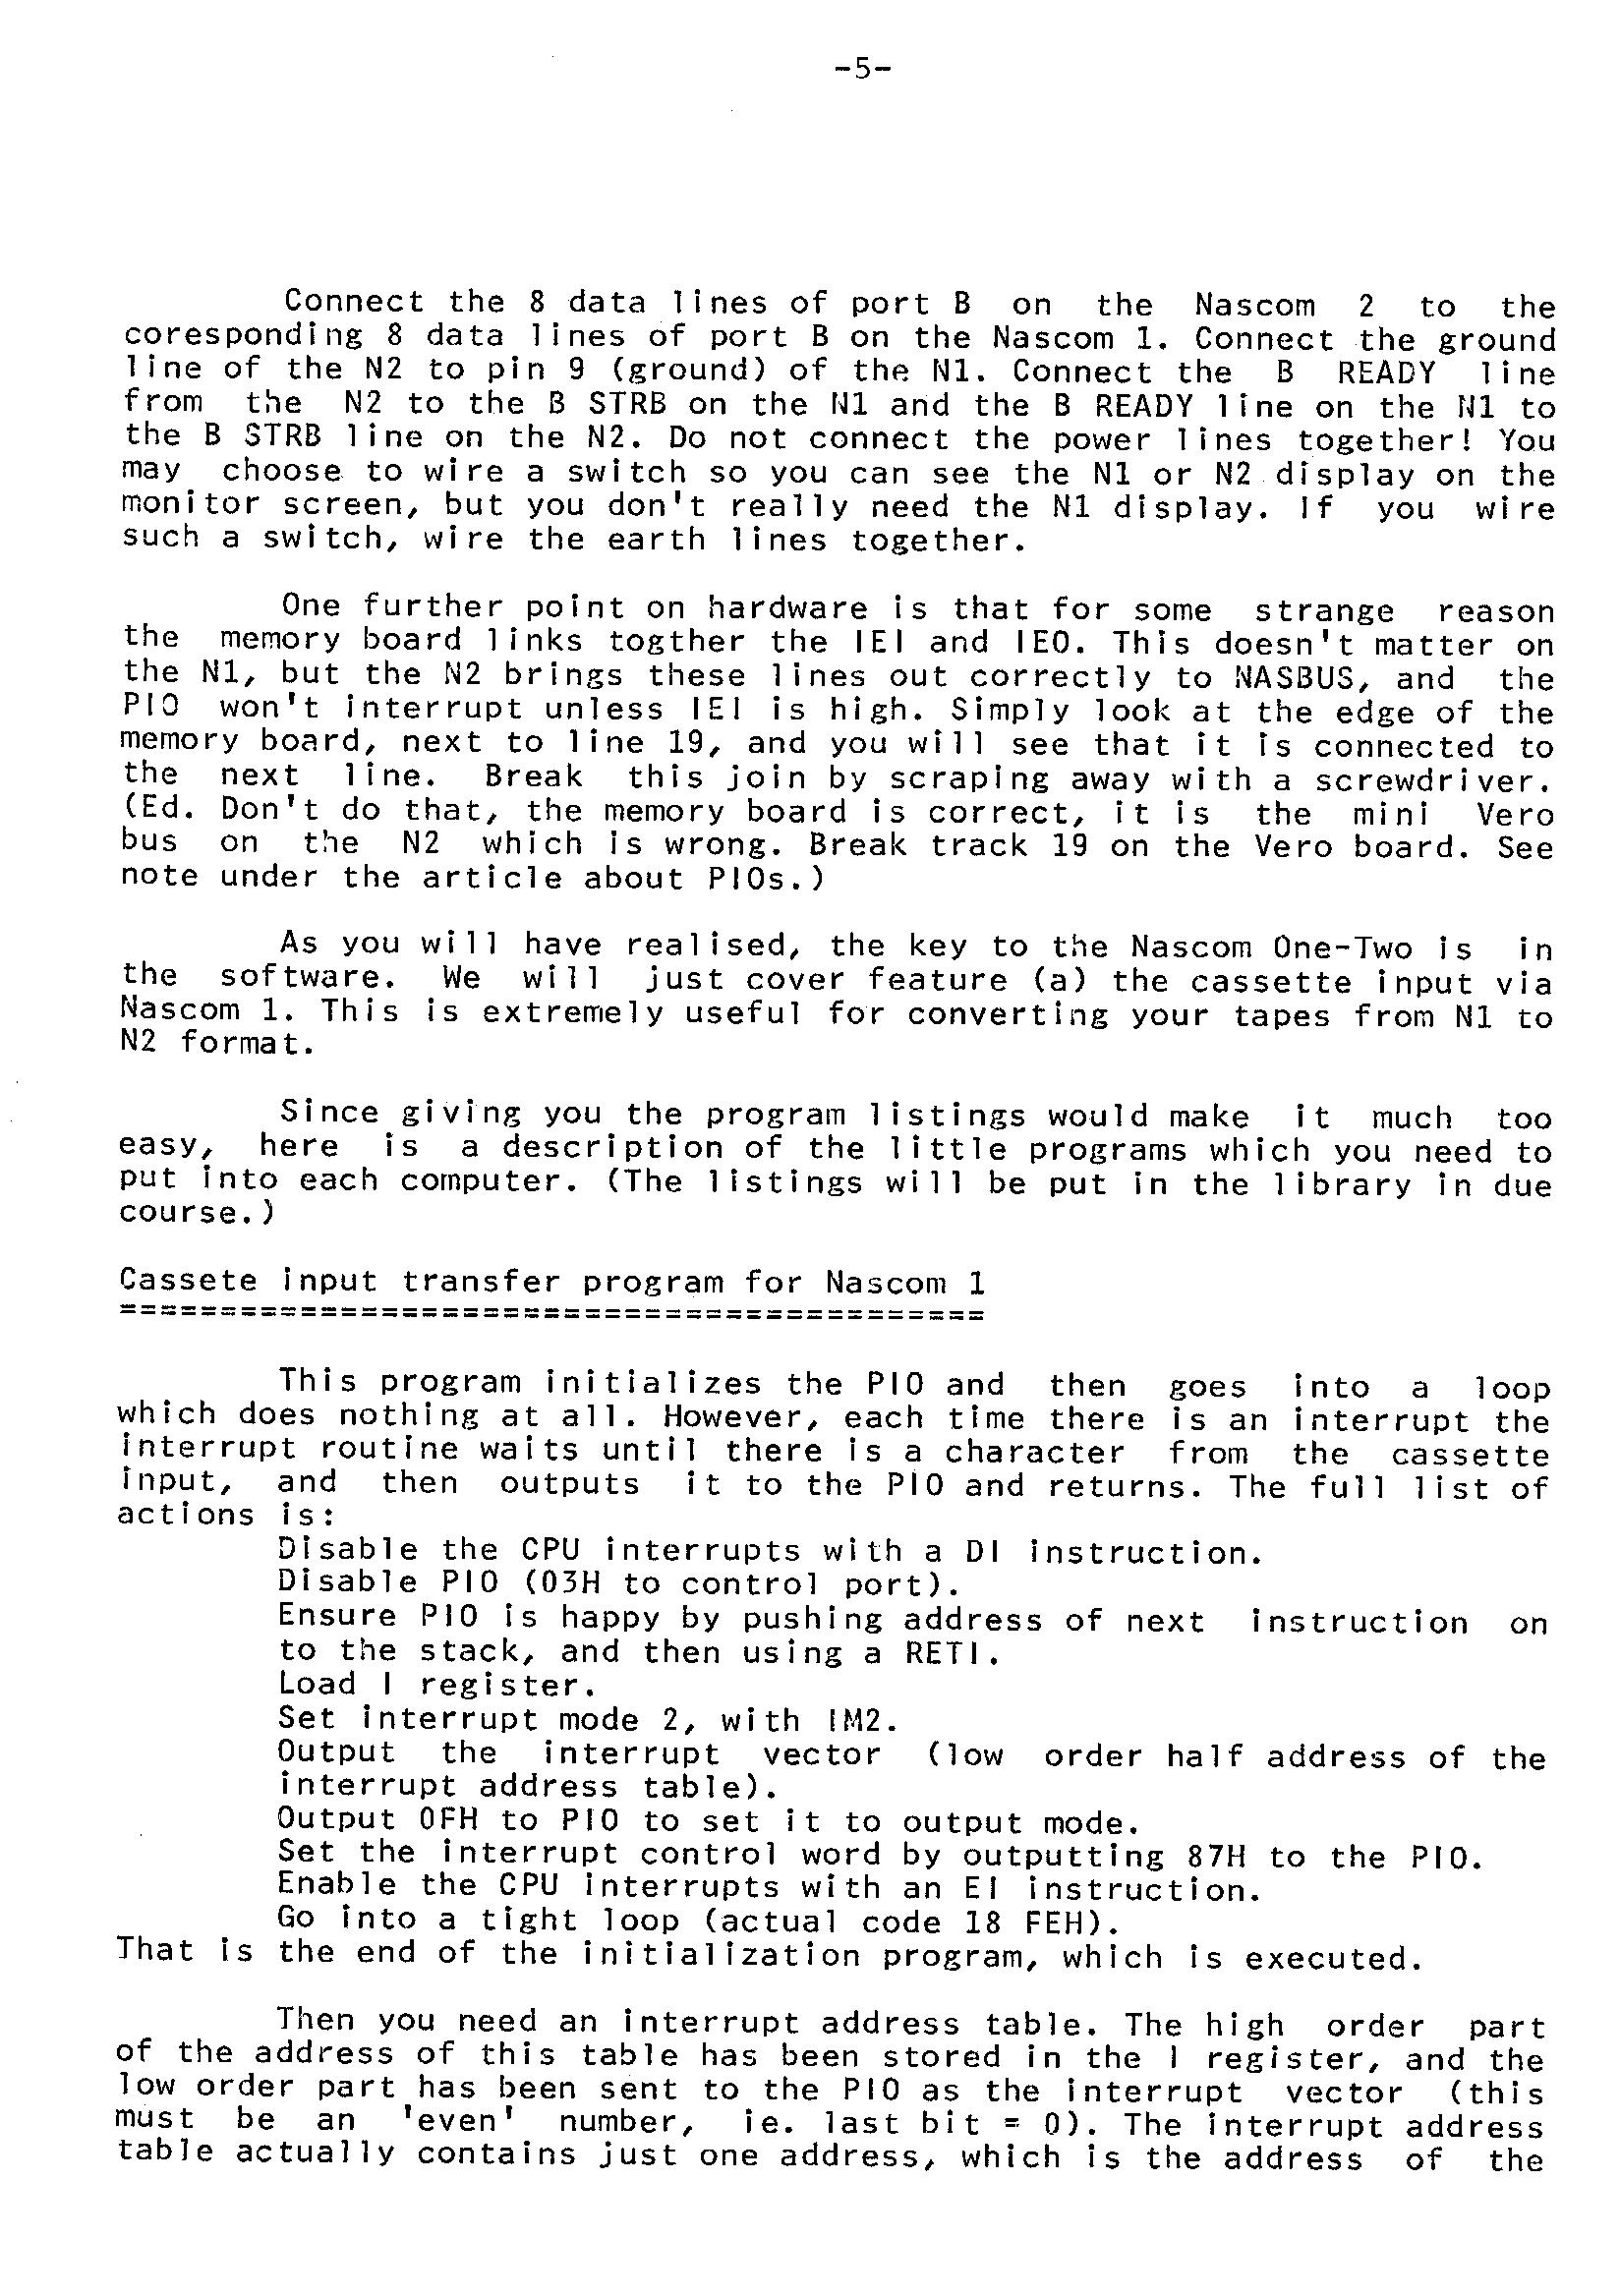 -5-
Connect the 8 data lines of port B on the Nascom 2 to the
coresponding 8 data lines of port B on the Nascom 1. Connect the ground
line of the N2 to pin 9 (ground) of the N1. Connect the B READY line
from the N2 to the B STRB on the N1 and the B READY line on the N1 to
the B STRB line on the N2. Do not connect the power lines together! You
may choose to wire a switch so you can see the N1 or N2 display on the
monitor screen, but you don't really need the N1 display. If you wire
such a switch, wire the earth lines together.
One further point on hardware is that for some strange reason
the memory board links togther the IEI and IEO. This doesn't matter on
the N1, but the N2 brings these lines out correctly to NASBUS, and the
PIO won't interrupt unless IEI is high. Simply look at the edge of the
memory board, next to line 19, and you will see that it is connected to
the next line. Break this join by scraping away with a screwdriver.
(Ed. Don't do that, the memory board is correct, it is the mini Vero
bus on the N2 which is wrong. Break track 19 on the Vero board. See
note under the article about PIOs.)
As you will have realised, the key to the Nascom One-Two is in
the software. We will just cover feature (a) the cassette input via
Nascom 1. This is extremely useful for converting your tapes from N1 to
N2 format.
Since giving you the program listings would make it much too
easy, here is a description of the little programs which you need to
put into each computer. (The listings will be put in the library in due
course.)
Cassete input transfer program for Nascom 1
===========================================
This program initializes the PIO and then goes into a loop
which does nothing at all. However, each time there is an interrupt the
interrupt routine waits until there is a character from the cassette
input, and then outputs it to the PIO and returns. The full list of
actions is:
Disable the CPU interrupts with a DI instruction.
Disable PIO (03H to control port).
Ensure PIO is happy by pushing address of next instruction on
to the stack, and then using a RETI.
Load I register.
Set interrupt mode 2, with IM2.
Output the interrupt vector (low order half address of the
interrupt address table).
Output 0FH to PIO to set it to output mode.
Set the interrupt control word by outputting 87H to the PIO.
Enable the CPU interrupts with an EI instruction.
Go into a tight loop (actual code 18 FEH).
That is the end of the initialization program, which is executed.
Then you need an interrupt address table. The high order part
of the address of this table has been stored in the I register, and the
low order part has been sent to the PIO as the interrupt vector (this
must be an 'even' number, ie. last bit = 0). The interrupt address
table actually contains just one address, which is the address of the